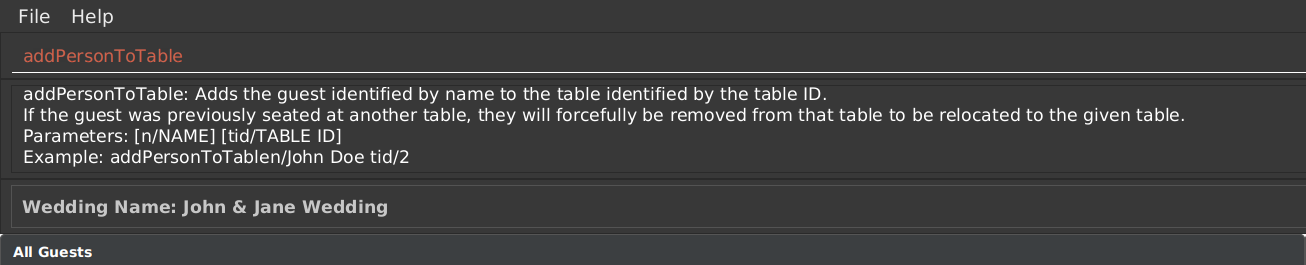 File Help
addPersonToTable
addPersonToTable: Adds the guest identified by name to the table identified by the table ID.
If the guest was previously seated at another table, they will forcefully be removed from that table to be relocated to the given table.
Parameters: [n/NAME] [tid/TABLE ID]
Example: addPersonToTablen/John Doe tid/2
Wedding Name: John & Jane Wedding
All Guests